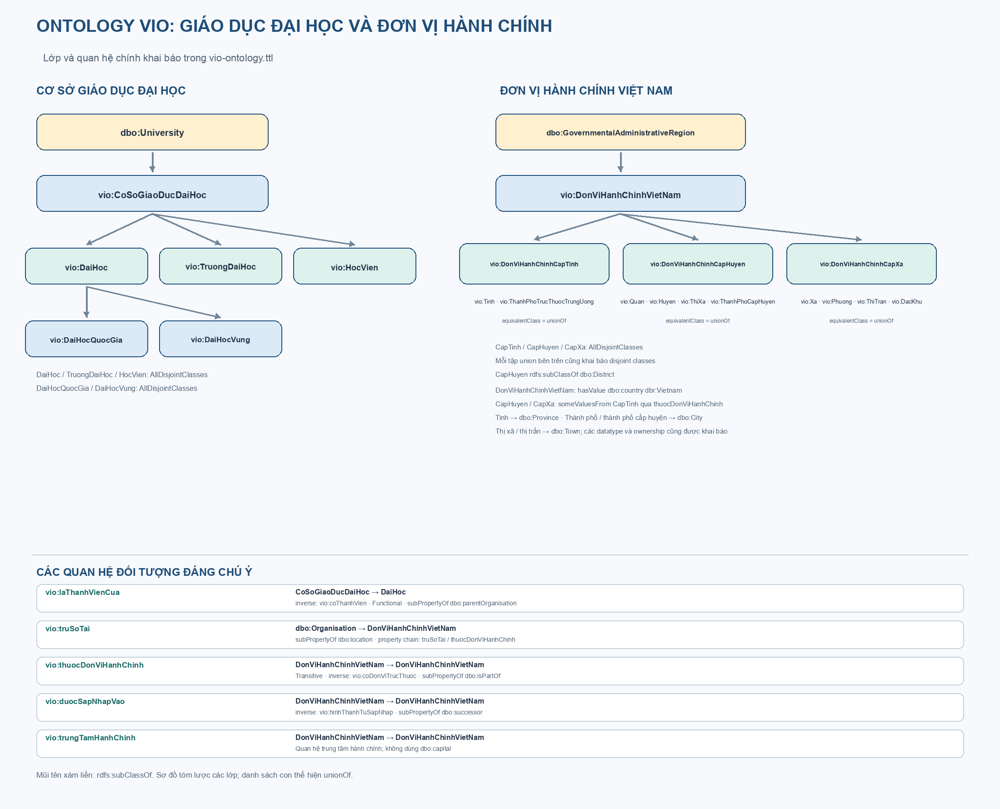 ONTOLOGY VIO: GIÁO DỤC ĐẠI HỌC VÀ ĐƠN VỊ HÀNH CHÍNH
Lớp và quan hệ chính khai báo trong vio-ontology.ttl
CƠ SỞ GIÁO DỤC ĐẠI HỌC
dbo:University
vio:CoSoGiaoDucDaiHoc
vio:DaiHoc
vio:TruongDaiHoc
vio:HocVien
vio:DaiHocQuocGia
vio:DaiHocVung
DaiHoc / TruongDaiHoc / HocVien: AllDisjointClasses
DaiHocQuocGia / DaiHocVung: AllDisjointClasses
ĐƠN VỊ HÀNH CHÍNH VIỆT NAM
dbo:GovernmentalAdministrativeRegion
vio:DonViHanhChinhVietNam
vio:DonViHanhChinhCapTinh
vio:DonViHanhChinhCapHuyen
vio:DonViHanhChinhCapXa
vio:Tinh · vio:ThanhPhoTrucThuocTrungUong
vio:Quan · vio:Huyen · vio:ThiXa · vio:ThanhPhoCapHuyen
vio:Xa · vio:Phuong · vio:ThiTran · vio:DacKhu
equivalentClass = unionOf
equivalentClass = unionOf
equivalentClass = unionOf
CapTinh / CapHuyen / CapXa: AllDisjointClasses
Mỗi tập union bên trên cũng khai báo disjoint classes
CapHuyen rdfs:subClassOf dbo:District
DonViHanhChinhVietNam: hasValue dbo:country dbr:Vietnam
CapHuyen / CapXa: someValuesFrom CapTinh qua thuocDonViHanhChinh
Tinh → dbo:Province · Thành phố / thành phố cấp huyện → dbo:City
Thị xã / thị trấn → dbo:Town; các datatype và ownership cũng được khai báo
CÁC QUAN HỆ ĐỐI TƯỢNG ĐÁNG CHÚ Ý
vio:laThanhVienCua
CoSoGiaoDucDaiHoc → DaiHoc
inverse: vio:coThanhVien · Functional · subPropertyOf dbo:parentOrganisation
vio:truSoTai
dbo:Organisation → DonViHanhChinhVietNam
subPropertyOf dbo:location · property chain: truSoTai / thuocDonViHanhChinh
vio:thuocDonViHanhChinh
DonViHanhChinhVietNam → DonViHanhChinhVietNam
Transitive · inverse: vio:coDonViTrucThuoc · subPropertyOf dbo:isPartOf
vio:duocSapNhapVao
DonViHanhChinhVietNam → DonViHanhChinhVietNam
inverse: vio:hinhThanhTuSapNhap · subPropertyOf dbo:successor
vio:trungTamHanhChinh
DonViHanhChinhVietNam → DonViHanhChinhVietNam
Quan hệ trung tâm hành chính; không dùng dbo:capital
Mũi tên xám liền: rdfs:subClassOf. Sơ đồ tóm lược các lớp; danh sách con thể hiện unionOf.